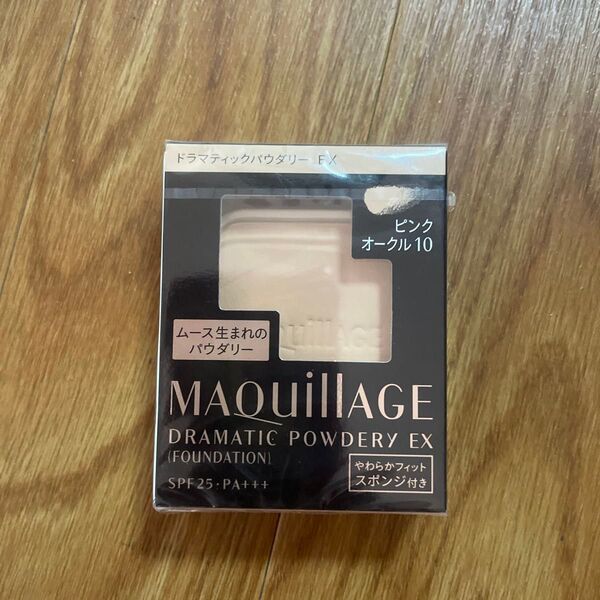 ドラマティックパウダリー EX
ピンク
オークル10
ムース生まれの
パウダリー
MAQuillAGE
DRAMATIC POWDERY EX
(FOUNDATION)
SPF25・PA+++
やわらかフィット
スポンジ付き